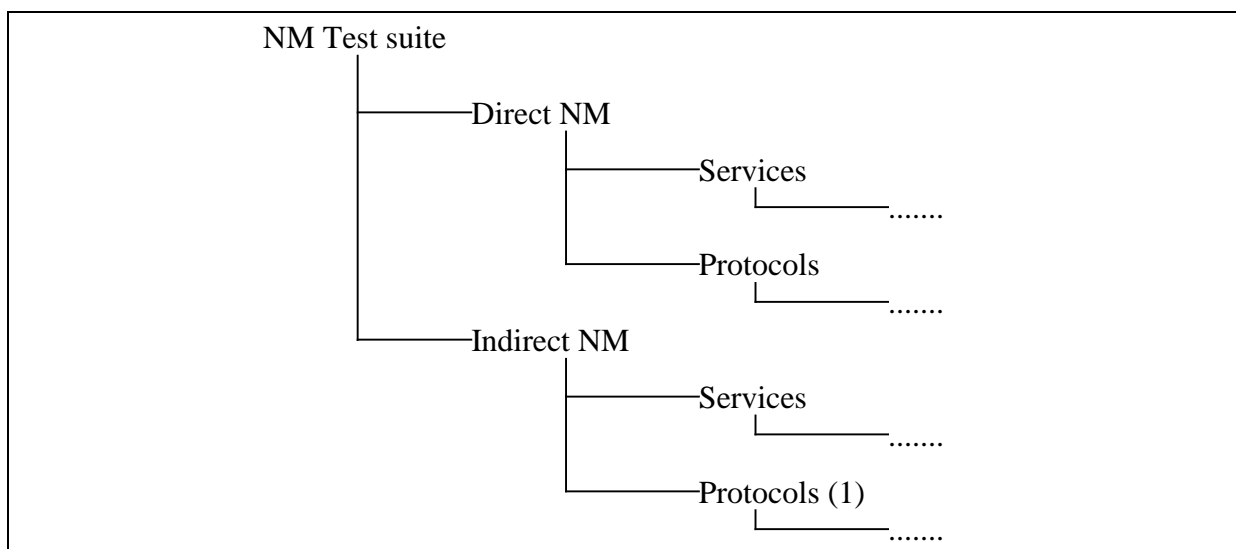 NM Test suite
Direct NM
Services
.......
Protocols
.......
Indirect NM
Services
.......
Protocols (1)
.......